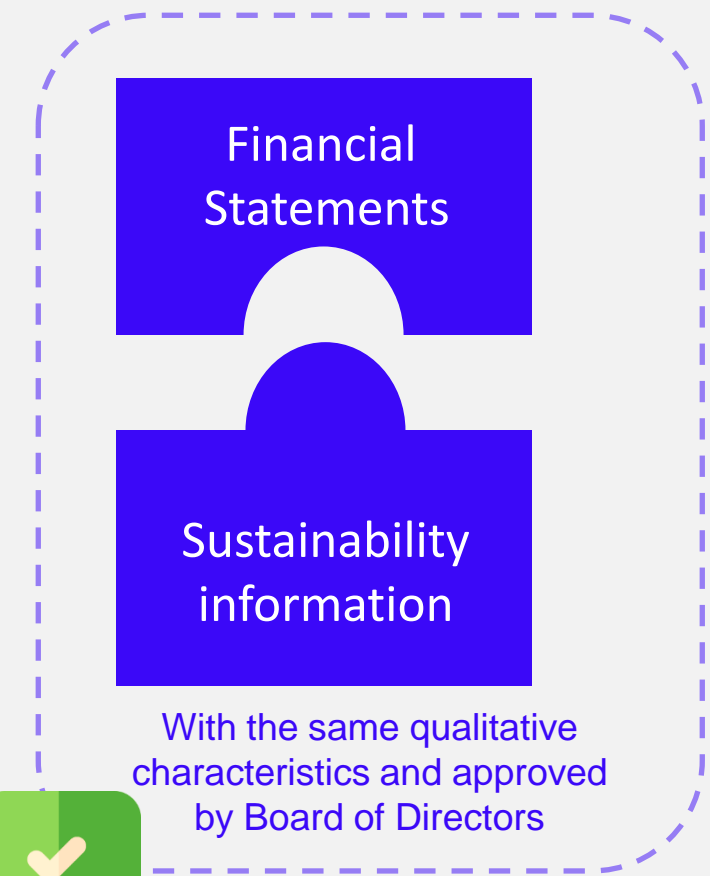 Financial
Statements
Sustainability
information
With the same qualitative
characteristics and approved
by Board of Directors